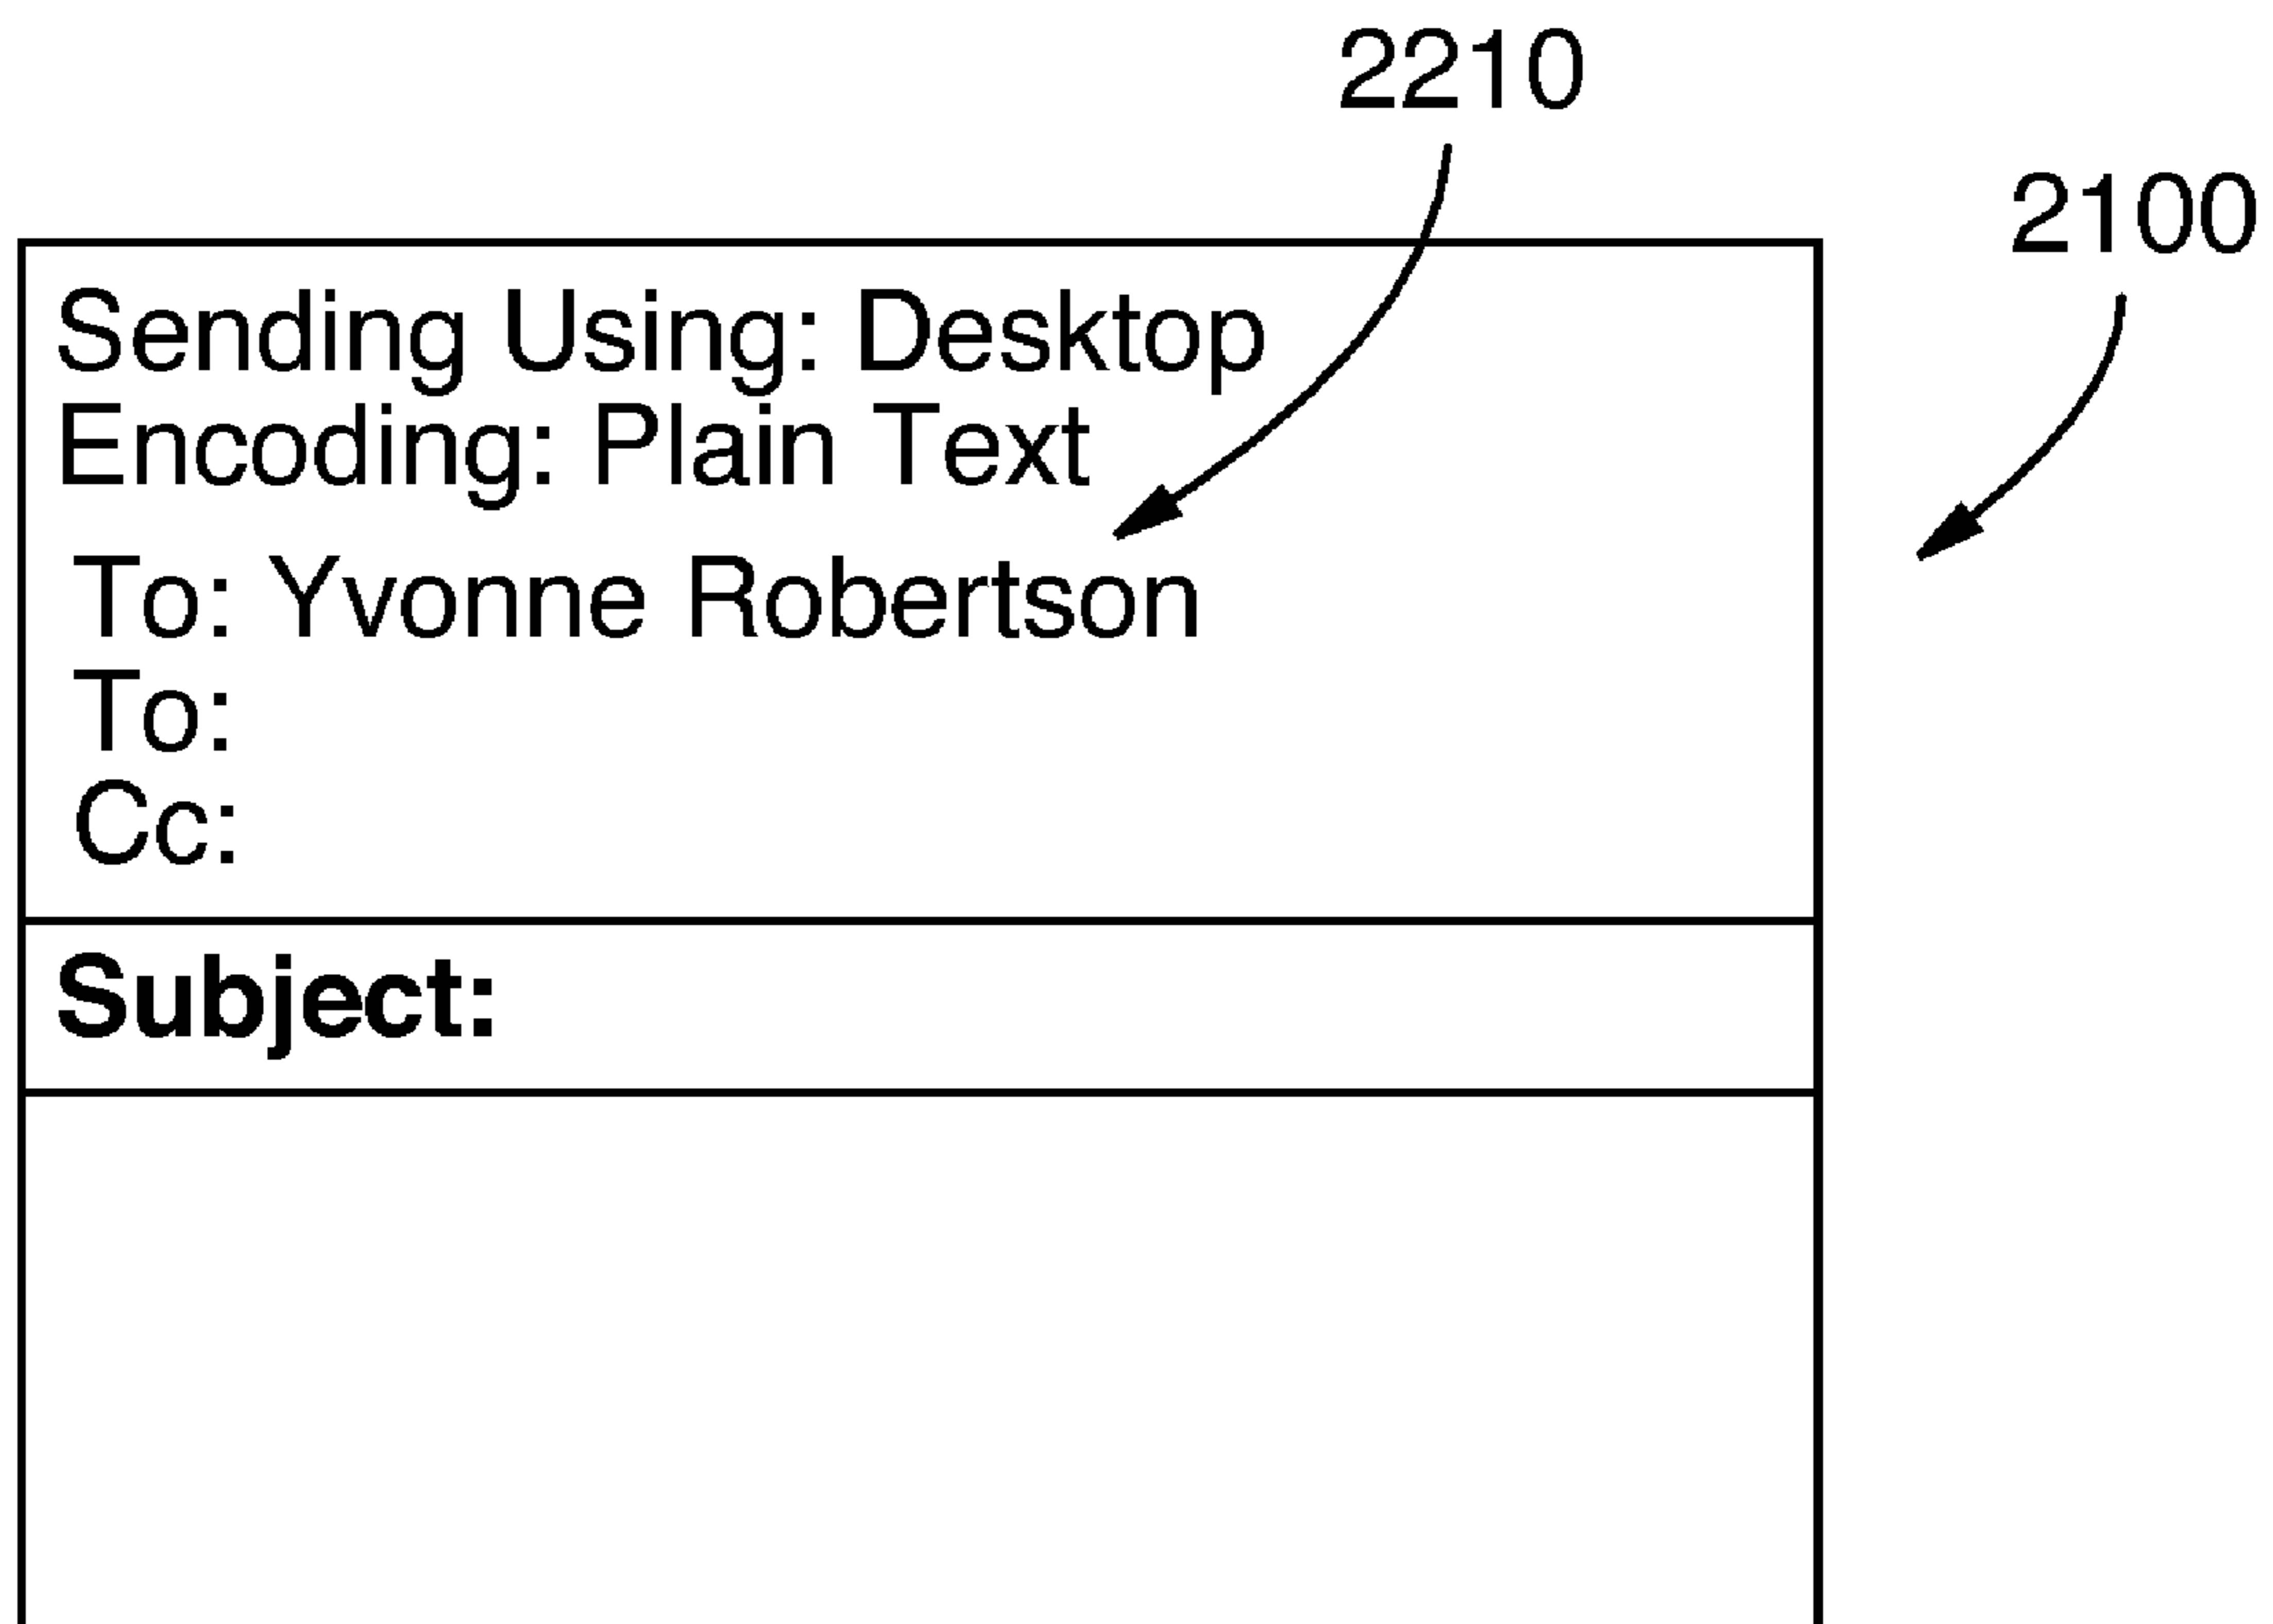 2210
2100
Sending Using: Desktop
Encoding: Plain Text
To: Yvonne Robertson
To:
Cc:
Subject: